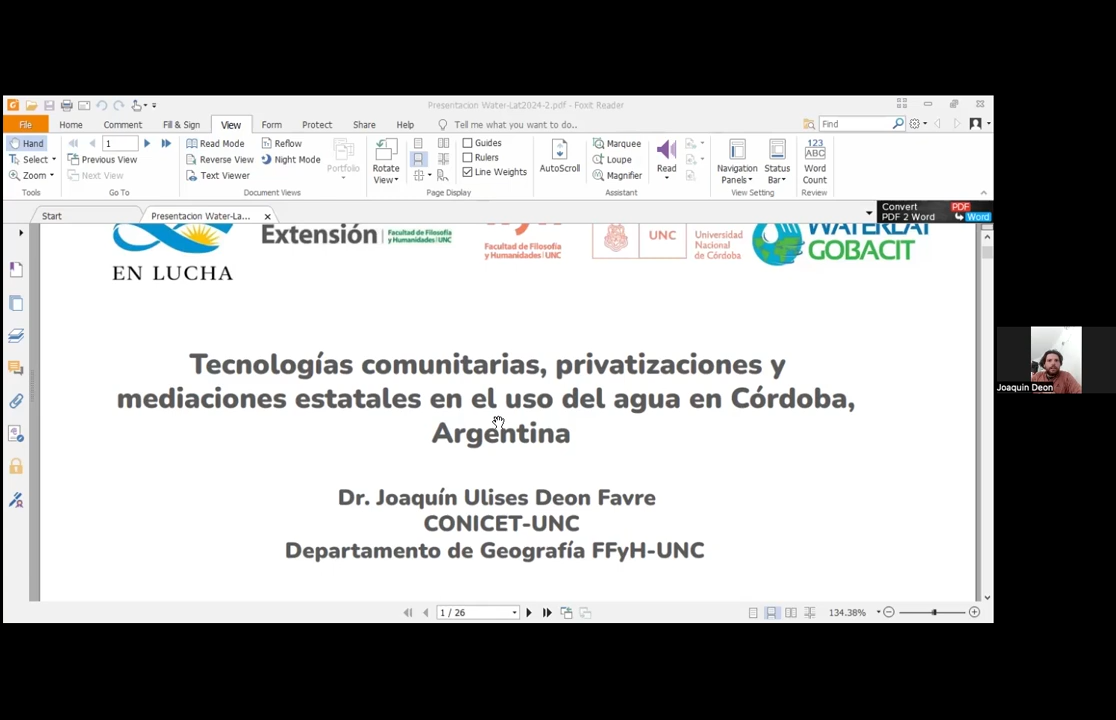 Presentacion Water-Lat2024-2.pdf - Foxit Reader
File Home Comment Fill & Sign View Form Protect Share Help Tell me what you want to do.. Find
Hand 1 Read Mode Reflow Guides Marquee 123
Select Previous View Reverse View Night Mode Rulers Loupe ABC
Zoom Next View Text Viewer Portfolio Rotate View Line Weights AutoScroll Magnifier Read Navigation Panels Status Bar Word Count
Tools Go To Document Views Page Display Assistant View Setting Review
Start Presentacion Water-La... Convert PDF
PDF 2 Word Word
EN LUCHA
Extensión Facultad de Filosofía
y Humanidades | UNC
Facultad de Filosofía
y Humanidades | UNC
UNC Universidad
Nacional
de Córdoba
WATERLAT
GOBACIT
Tecnologías comunitarias, privatizaciones y
mediaciones estatales en el uso del agua en Córdoba,
Argentina
Dr. Joaquín Ulises Deon Favre
CONICET-UNC
Departamento de Geografía FFyH-UNC
Joaquin Deon
1 / 26 134.38%